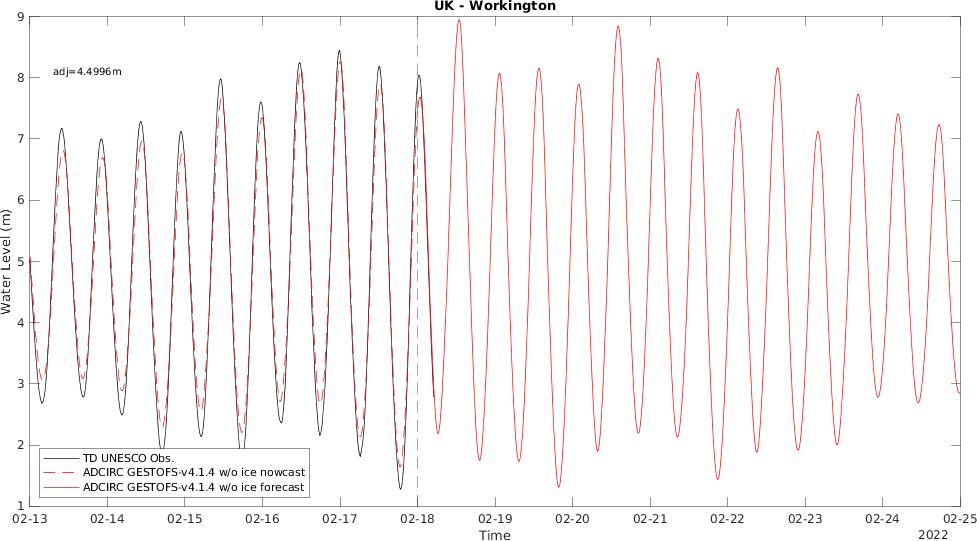 UK - Workington
9
8
7
6
5
4
3
2
1
Water Level (m)
adj=4.4996m
TD UNESCO Obs.
ADCIRC GESTOFS-v4.1.4 w/o ice nowcast
ADCIRC GESTOFS-v4.1.4 w/o ice forecast
02-13 02-14 02-15 02-16 02-17 02-18 02-19 02-20 02-21 02-22 02-23 02-24 02-25
Time
2022